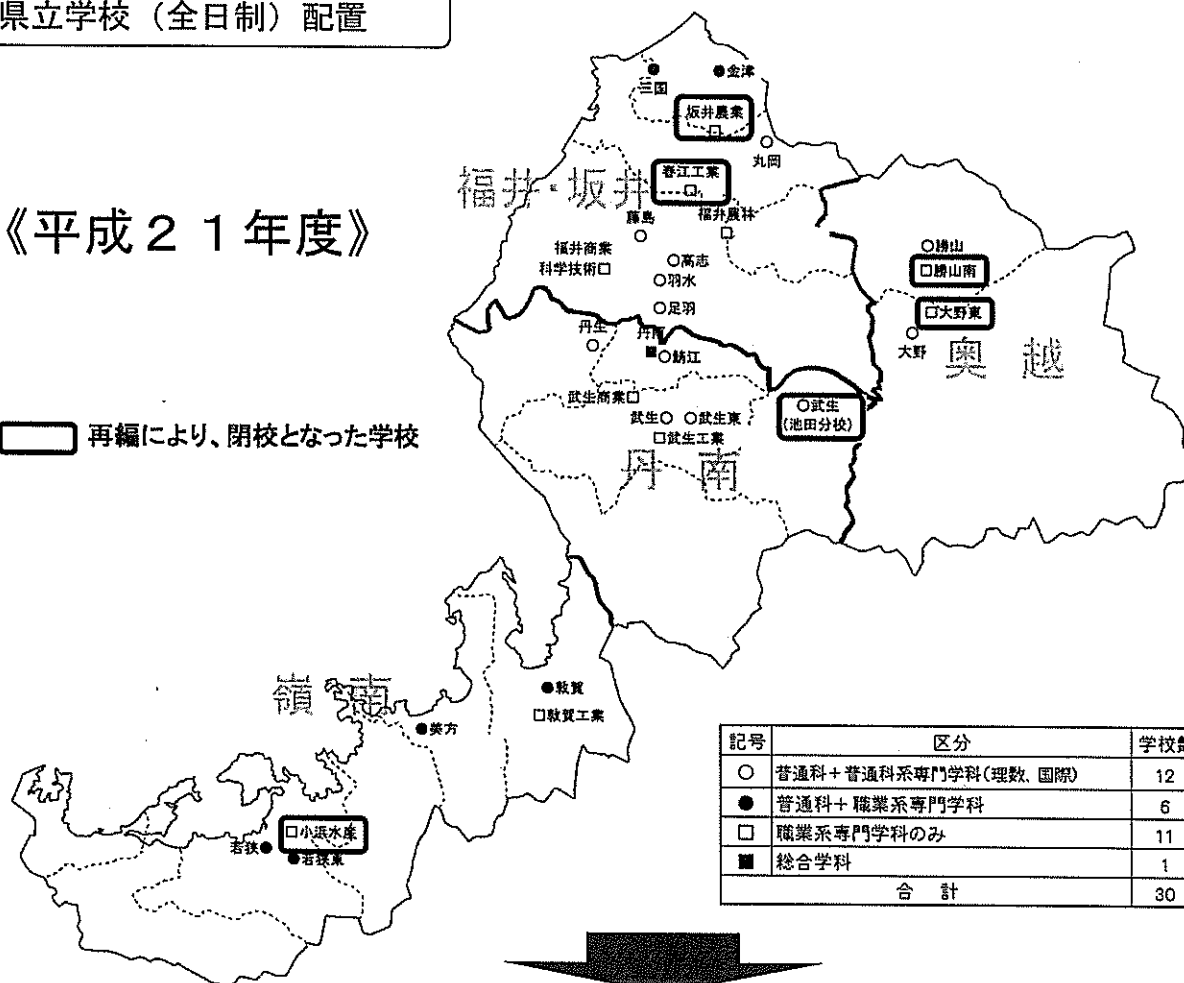 県立学校（全日制）配置
《平成２１年度》
再編により、閉校となった学校
福井・坂井
●三国
●金津
坂井農業
□
○丸岡
春江工業
□
藤島
○
福井農林
□
福井商業
科学技術□
○高志
○羽水
○足羽
奥越
○勝山
□勝山南
□大野東
○大野
丹南
丹生
○
丹南
■○鯖江
武生商業□
武生○ ○武生東
□武生工業
○武生
(池田分校)
嶺南
●敦賀
□敦賀工業
●美方
□小浜水産
若狭●
●若狭東
記号 区分 学校数
○ 普通科＋普通科系専門学科(理数、国際) 12
● 普通科＋職業系専門学科 6
□ 職業系専門学科のみ 11
■ 総合学科 1
合計 30